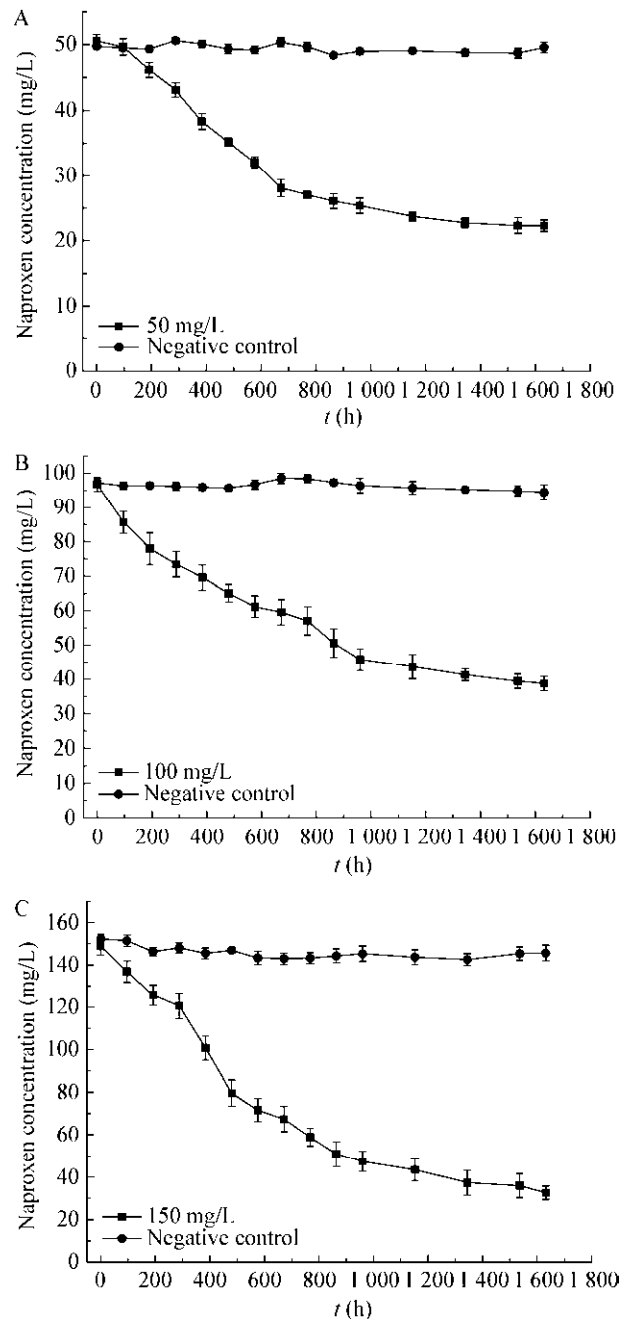 A
Naproxen concentration (mg/L)
60
50
40
30
20
10
0
50 mg/L
Negative control
0 200 400 600 800 1 000 1 200 1 400 1 600 1 800
t (h)
B
Naproxen concentration (mg/L)
100
90
80
70
60
50
40
30
20
10
0
100 mg/L
Negative control
0 200 400 600 800 1 000 1 200 1 400 1 600 1 800
t (h)
C
Naproxen concentration (mg/L)
160
140
120
100
80
60
40
20
0
150 mg/L
Negative control
0 200 400 600 800 1 000 1 200 1 400 1 600 1 800
t (h)